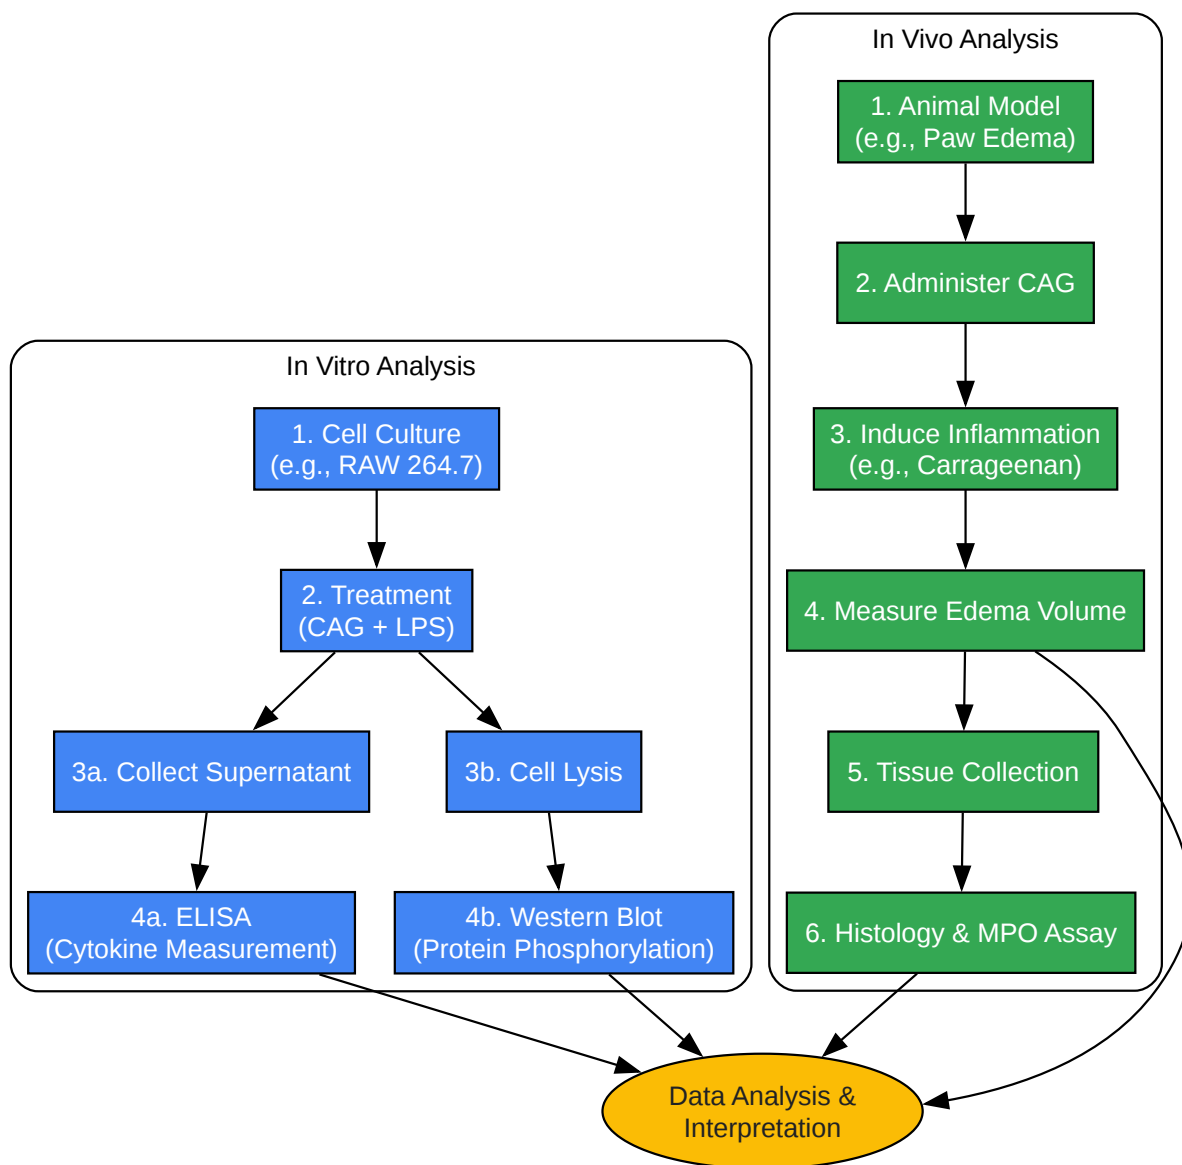 In Vivo Analysis
1. Animal Model
(e.g., Paw Edema)
2. Administer CAG
3. Induce Inflammation
(e.g., Carrageenan)
4. Measure Edema Volume
5. Tissue Collection
6. Histology & MPO Assay
In Vitro Analysis
1. Cell Culture
(e.g., RAW 264.7)
2. Treatment
(CAG + LPS)
3a. Collect Supernatant
3b. Cell Lysis
4a. ELISA
(Cytokine Measurement)
4b. Western Blot
(Protein Phosphorylation)
Data Analysis &
Interpretation